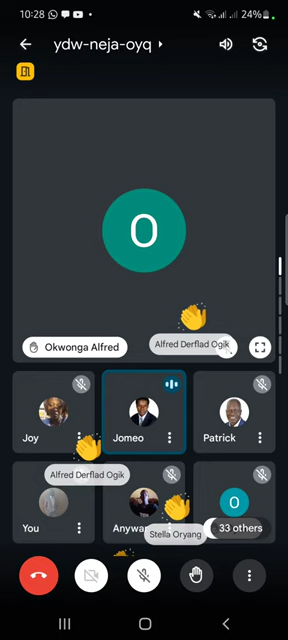 10:28
24%
ydw-neja-oyq
O
Okwonga Alfred
Alfred Derflad Ogik
Joy
Jomeo
Patrick
Alfred Derflad Ogik
You
Anywa
Stella Oryang
O
33 others